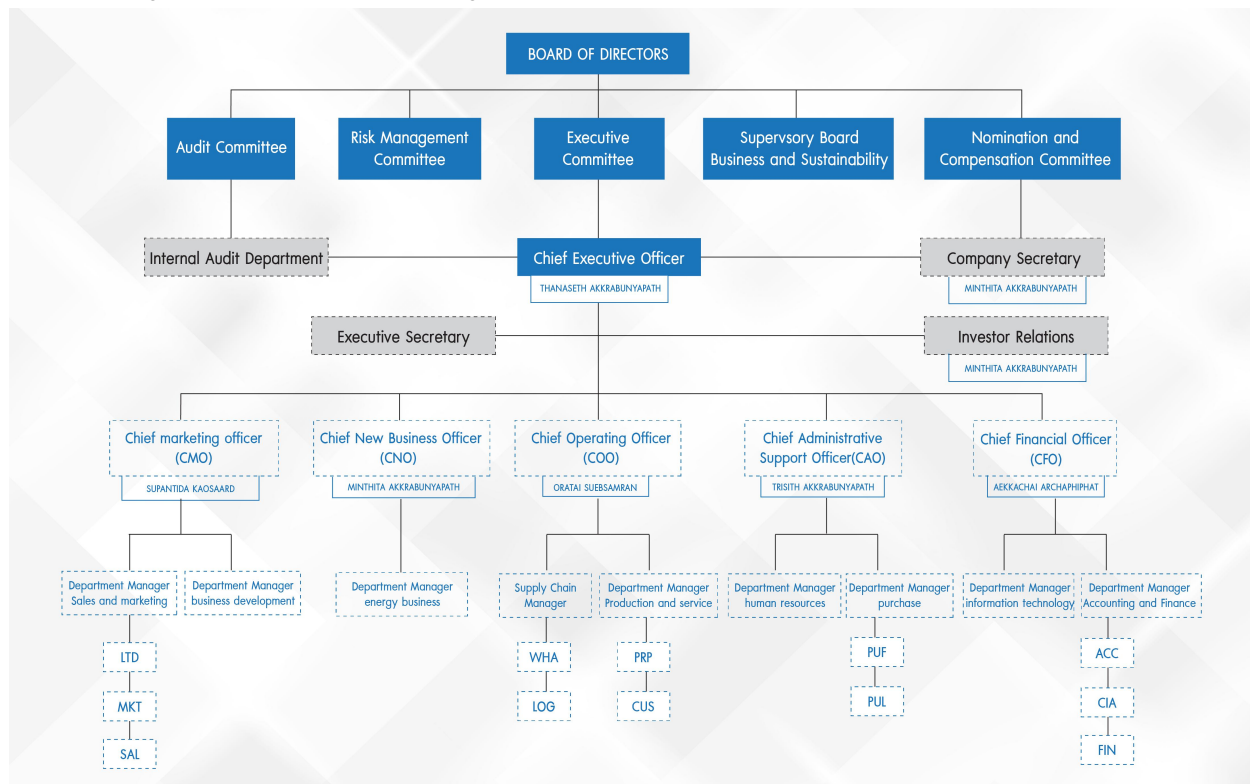 BOARD OF DIRECTORS
Audit Committee
Risk Management
Committee
Executive
Committee
Supervsory Board
Business and Sustainability
Nomination and
Compensation Committee
Internal Audit Department
Chief Executive Officer
THANASETH AKKRABUNYAPATH
Company Secretary
MINTHITA AKKRABUNYAPATH
Executive Secretary
Investor Relations
MINTHITA AKKRABUNYAPATH
Chief marketing officer
(CMO)
SUPANTIDA KAOSAARD
Chief New Business Officer
(CNO)
MINTHITA AKKRABUNYAPATH
Chief Operating Officer
(COO)
ORATAI SUEBSAMRAN
Chief Administrative
Support Officer(CAO)
TRISITH AKKRABUNYAPATH
Chief Financial Officer
(CFO)
AEKKACHAI ARCHAPHIPHAT
Department Manager
Sales and marketing
Department Manager
business development
Department Manager
energy business
Supply Chain
Manager
Department Manager
Production and service
Department Manager
human resources
Department Manager
purchase
Department Manager
information technology
Department Manager
Accounting and Finance
LTD
MKT
SAL
WHA
LOG
PRP
CUS
PUF
PUL
ACC
CIA
FIN